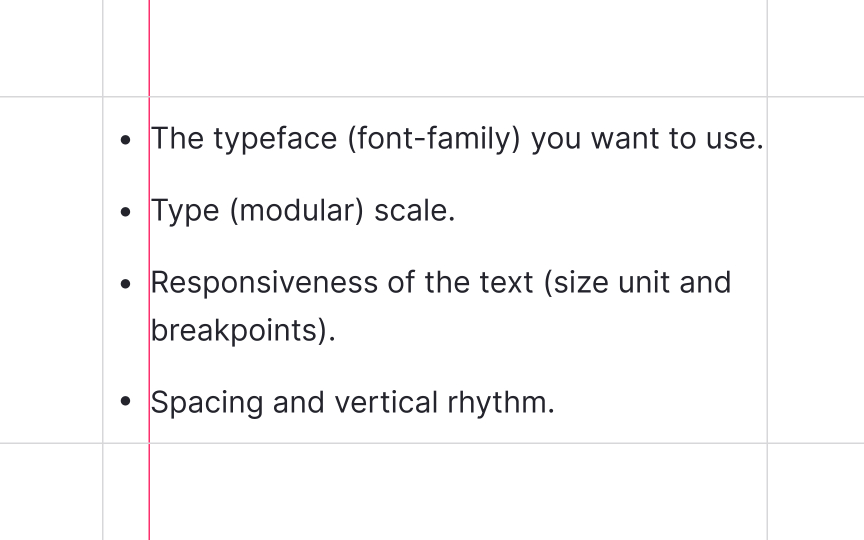 • The typeface (font-family) you want to use.
• Type (modular) scale.
• Responsiveness of the text (size unit and
breakpoints).
• Spacing and vertical rhythm.